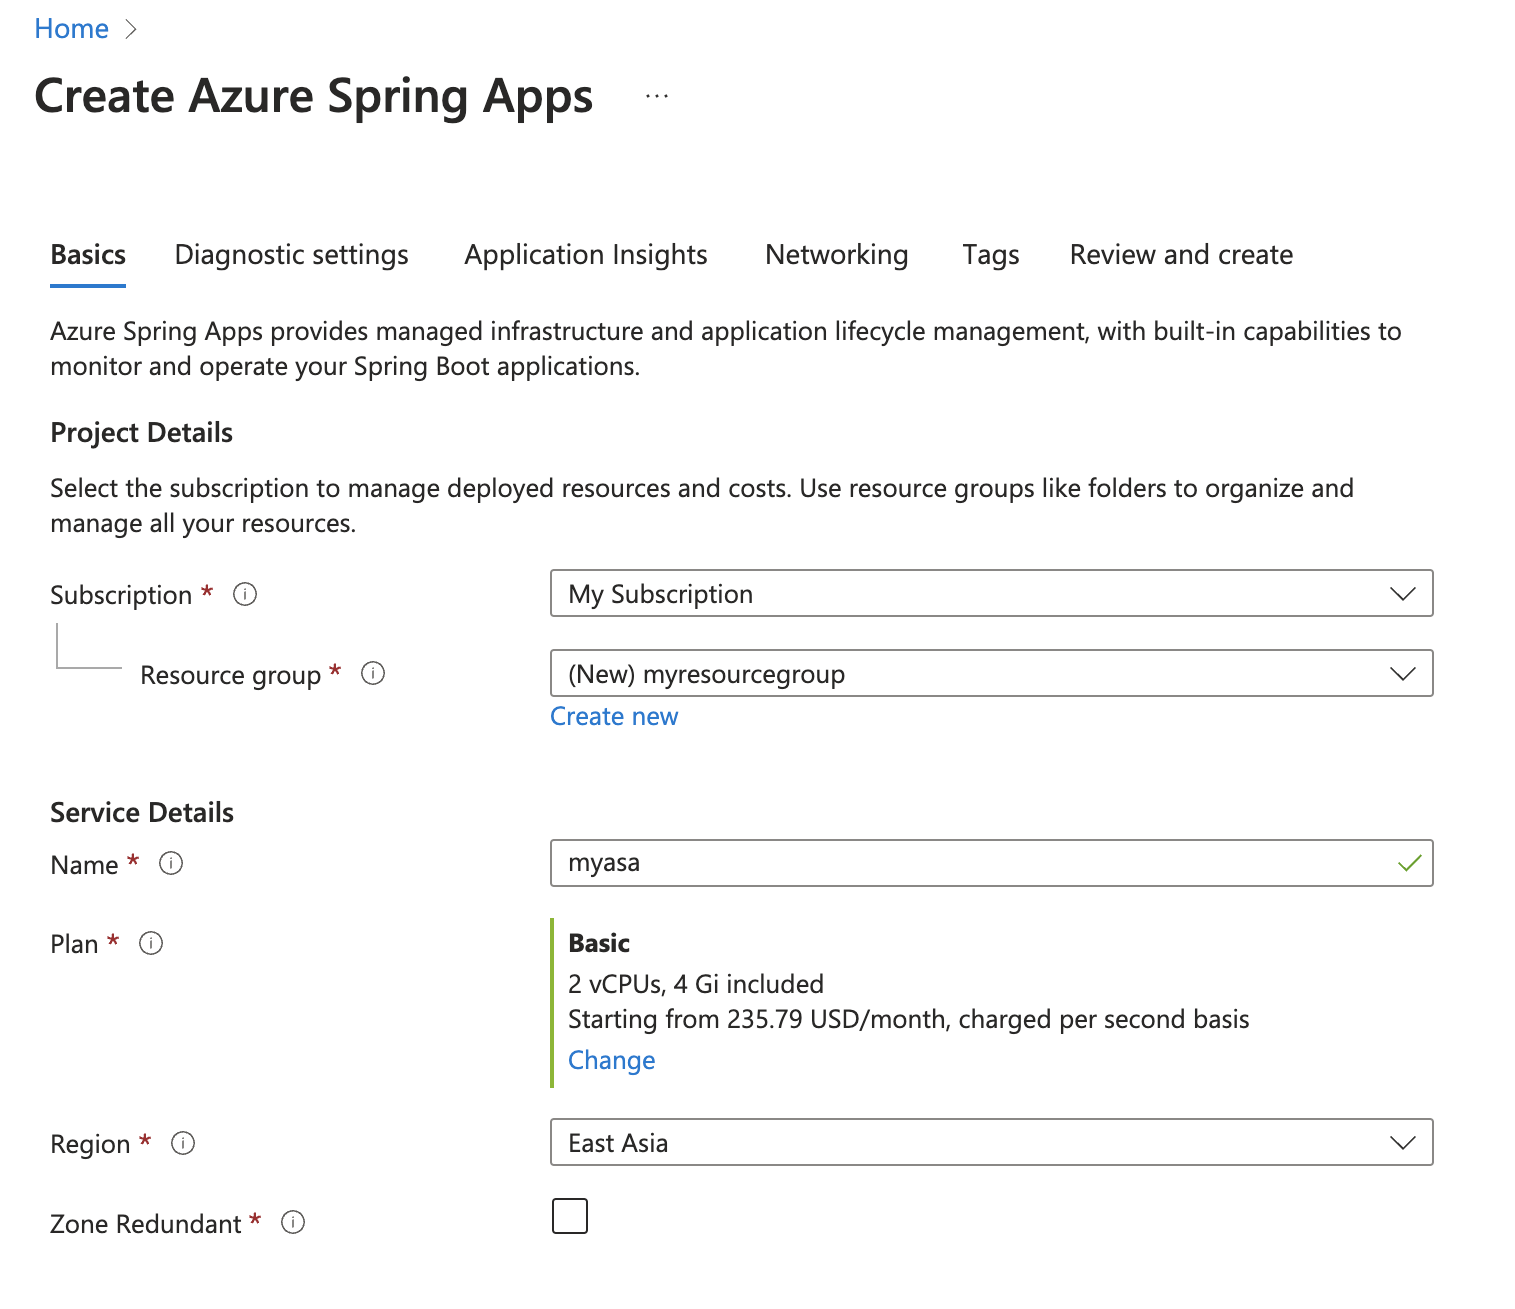 Home
Create Azure Spring Apps ...
Basics Diagnostic settings Application Insights Networking Tags Review and create
Azure Spring Apps provides managed infrastructure and application lifecycle management, with built-in capabilities to
monitor and operate your Spring Boot applications.
Project Details
Select the subscription to manage deployed resources and costs. Use resource groups like folders to organize and
manage all your resources.
Subscription * My Subscription
Resource group * (New) myresourcegroup
Create new
Service Details
Name * myasa
Plan * Basic
2 vCPUs, 4 Gi included
Starting from 235.79 USD/month, charged per second basis
Change
Region * East Asia
Zone Redundant *